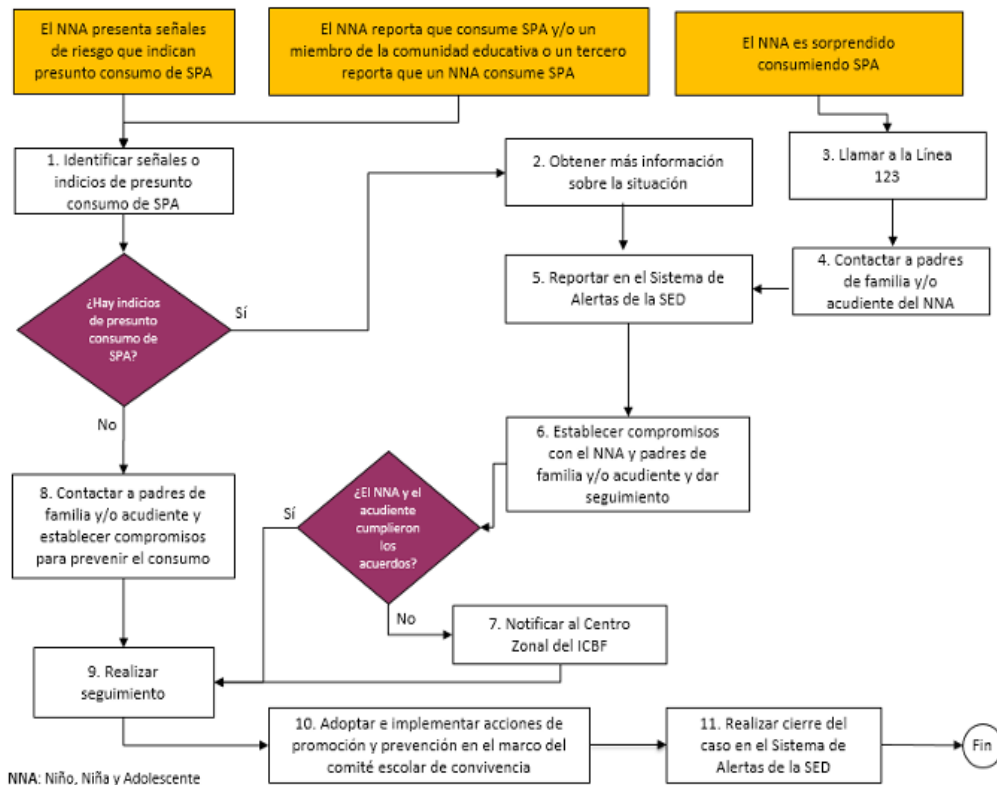 El NNA presenta señales
de riesgo que indican
presunto consumo de SPA
El NNA reporta que consume SPA y/o un
miembro de la comunidad educativa o un tercero
reporta que un NNA consume SPA
El NNA es sorprendido
consumiendo SPA
1. Identificar señales o
indicios de presunto
consumo de SPA
2. Obtener más información
sobre la situación
3. Llamar a la Línea
123
4. Contactar a padres
de familia y/o
acudiente del NNA
5. Reportar en el Sistema de
Alertas de la SED
¿Hay indicios
de presunto
consumo de
SPA?
Sí
No
6. Establecer compromisos
con el NNA y padres de
familia y/o acudiente y dar
seguimiento
¿El NNA y el
acudiente
cumplieron
los
acuerdos?
Sí
No
8. Contactar a padres de
familia y/o acudiente y
establecer compromisos
para prevenir el consumo
7. Notificar al Centro
Zonal del ICBF
9. Realizar
seguimiento
10. Adoptar e implementar acciones de
promoción y prevención en el marco del
comité escolar de convivencia
11. Realizar cierre del
caso en el Sistema de
Alertas de la SED
Fin
NNA: Niño, Niña y Adolescente